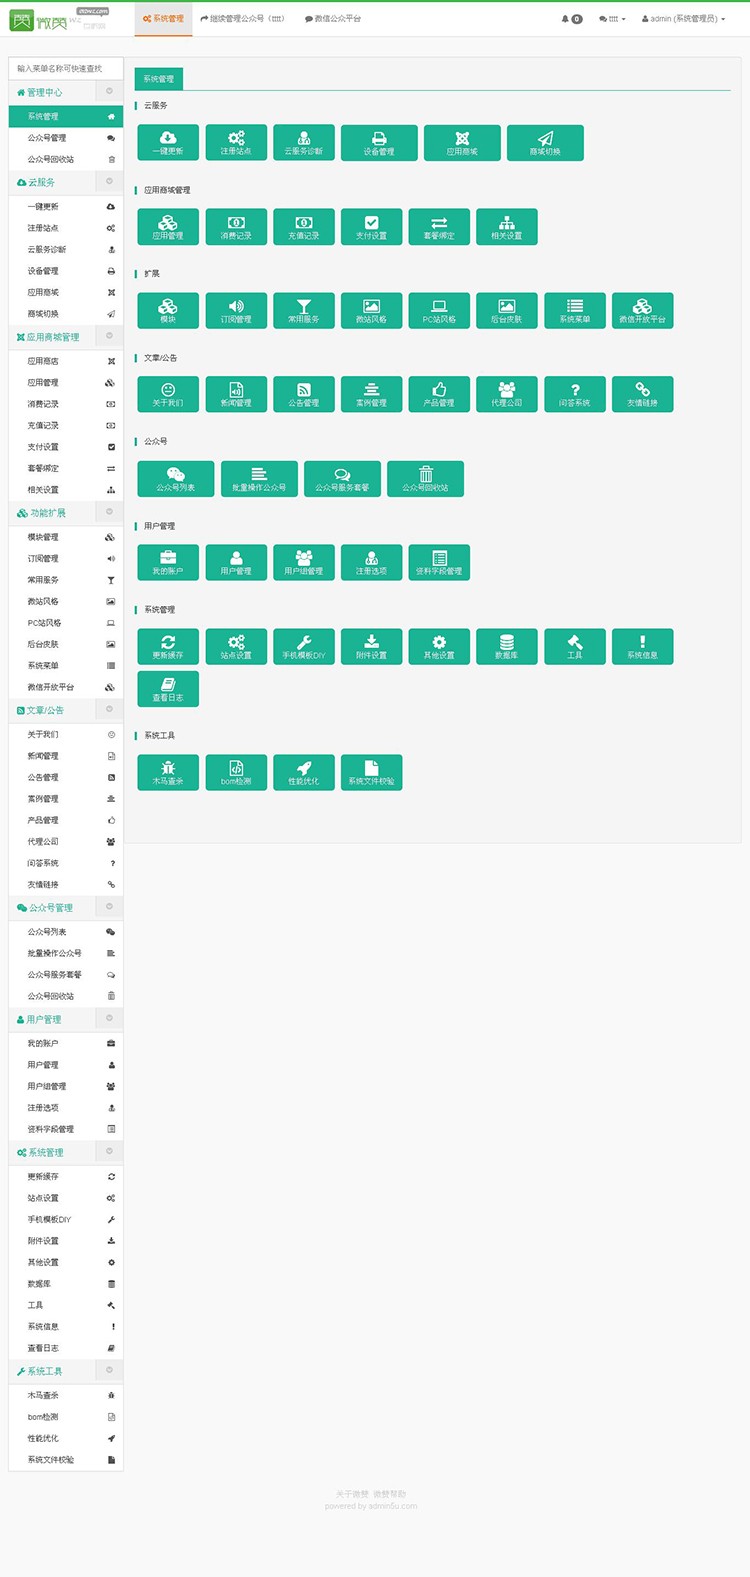 微赞
系统管理
继续管理公众号（tttt）
微信公众平台
0
tttt
admin (系统管理员)
输入菜单名称可快速查找
管理中心
系统管理
公众号管理
公众号回收站
云服务
一键更新
注册站点
云服务诊断
设备管理
应用商城
商城切换
应用商城管理
应用商店
应用管理
消费记录
充值记录
支付设置
套餐绑定
相关设置
功能扩展
模块管理
订阅管理
常用服务
微站风格
PC站风格
后台皮肤
系统菜单
微信开放平台
文章/公告
关于我们
新闻管理
公告管理
案例管理
产品管理
代理公司
问答系统
友情链接
公众号管理
公众号列表
批量操作公众号
公众号服务套餐
公众号回收站
用户管理
我的账户
用户管理
用户组管理
注册选项
资料字段管理
系统管理
更新缓存
站点设置
手机模板DIY
附件设置
其他设置
数据库
工具
系统信息
查看日志
系统工具
木马查杀
bom检测
性能优化
系统文件校验
系统管理
云服务
一键更新 注册站点 云服务诊断 设备管理 应用商城 商城切换
应用商城管理
应用管理 消费记录 充值记录 支付设置 套餐绑定 相关设置
扩展
模块 订阅管理 常用服务 微站风格 PC站风格 后台皮肤 系统菜单 微信开放平台
文章/公告
关于我们 新闻管理 公告管理 案例管理 产品管理 代理公司 问答系统 友情链接
公众号
公众号列表 批量操作公众号 公众号服务套餐 公众号回收站
用户管理
我的账户 用户管理 用户组管理 注册选项 资料字段管理
系统管理
更新缓存 站点设置 手机模板DIY 附件设置 其他设置 数据库 工具 系统信息
查看日志
系统工具
木马查杀 bom检测 性能优化 系统文件校验
关于微赞 微赞帮助
powered by admin5u.com